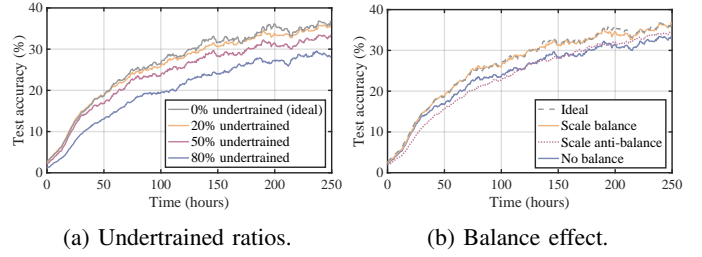 Test accuracy (%)
40
30
20
10
0
0% undertrained (ideal)
20% undertrained
50% undertrained
80% undertrained
0
50
100
150
200
250
Time (hours)
(a) Undertrained ratios.
Test accuracy (%)
40
30
20
10
0
Ideal
Scale balance
Scale anti-balance
No balance
0
50
100
150
200
250
Time (hours)
(b) Balance effect.